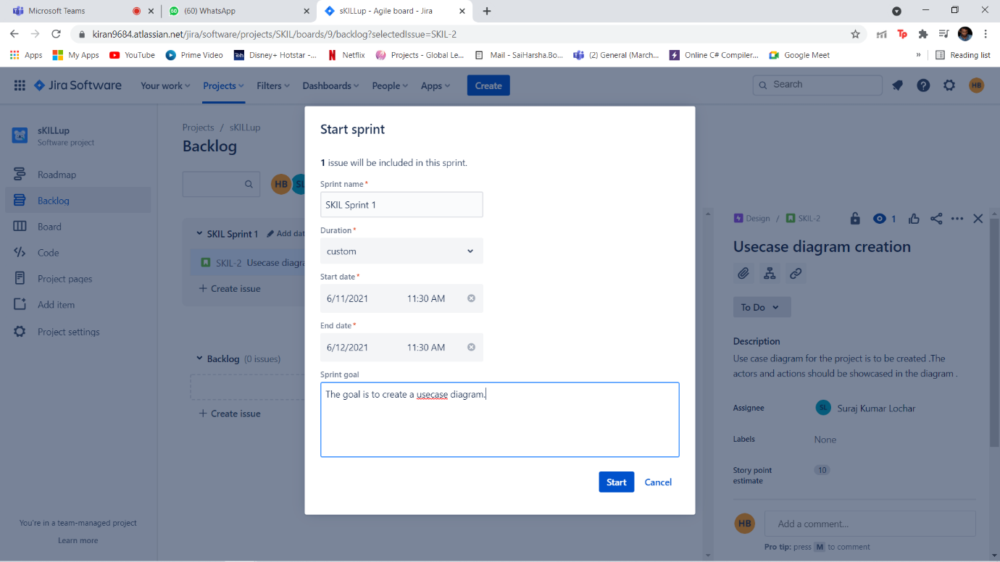 Microsoft Teams
(60) WhatsApp
sKILLup - Agile board - Jira
kiran9684.atlassian.net/jira/software/projects/SKIL/boards/9/backlog?selectedIssue=SKIL-2
Apps My Apps YouTube Prime Video Disney+ Hotstar -... Netflix Projects - Global Le... Mail - SaiHarsha.Bo... (2) General (March... Online C# Compiler... Google Meet » Reading list
Jira Software Your work Projects Filters Dashboards People Apps Create Search HB
sKILLup
Software project
Roadmap
Backlog
Board
Code
Project pages
Add item
Project settings
You're in a team-managed project
Learn more
Projects / sKILLup
Backlog
HB SL
SKIL Sprint 1 Add dat
SKIL-2 Usecase diagra
+ Create issue
Backlog (0 issues)
+ Create issue
Start sprint
1 issue will be included in this sprint.
Sprint name*
SKIL Sprint 1
Duration*
custom
Start date*
6/11/2021 11:30 AM
End date*
6/12/2021 11:30 AM
Sprint goal
The goal is to create a usecase diagram.
Start Cancel
Design / SKIL-2 1
Usecase diagram creation
To Do
Description
Use case diagram for the project is to be created .The
actors and actions should be showcased in the diagram .
Assignee SL Suraj Kumar Lochar
Labels None
Story point
estimate
10
HB Add a comment...
Pro tip: press M to comment